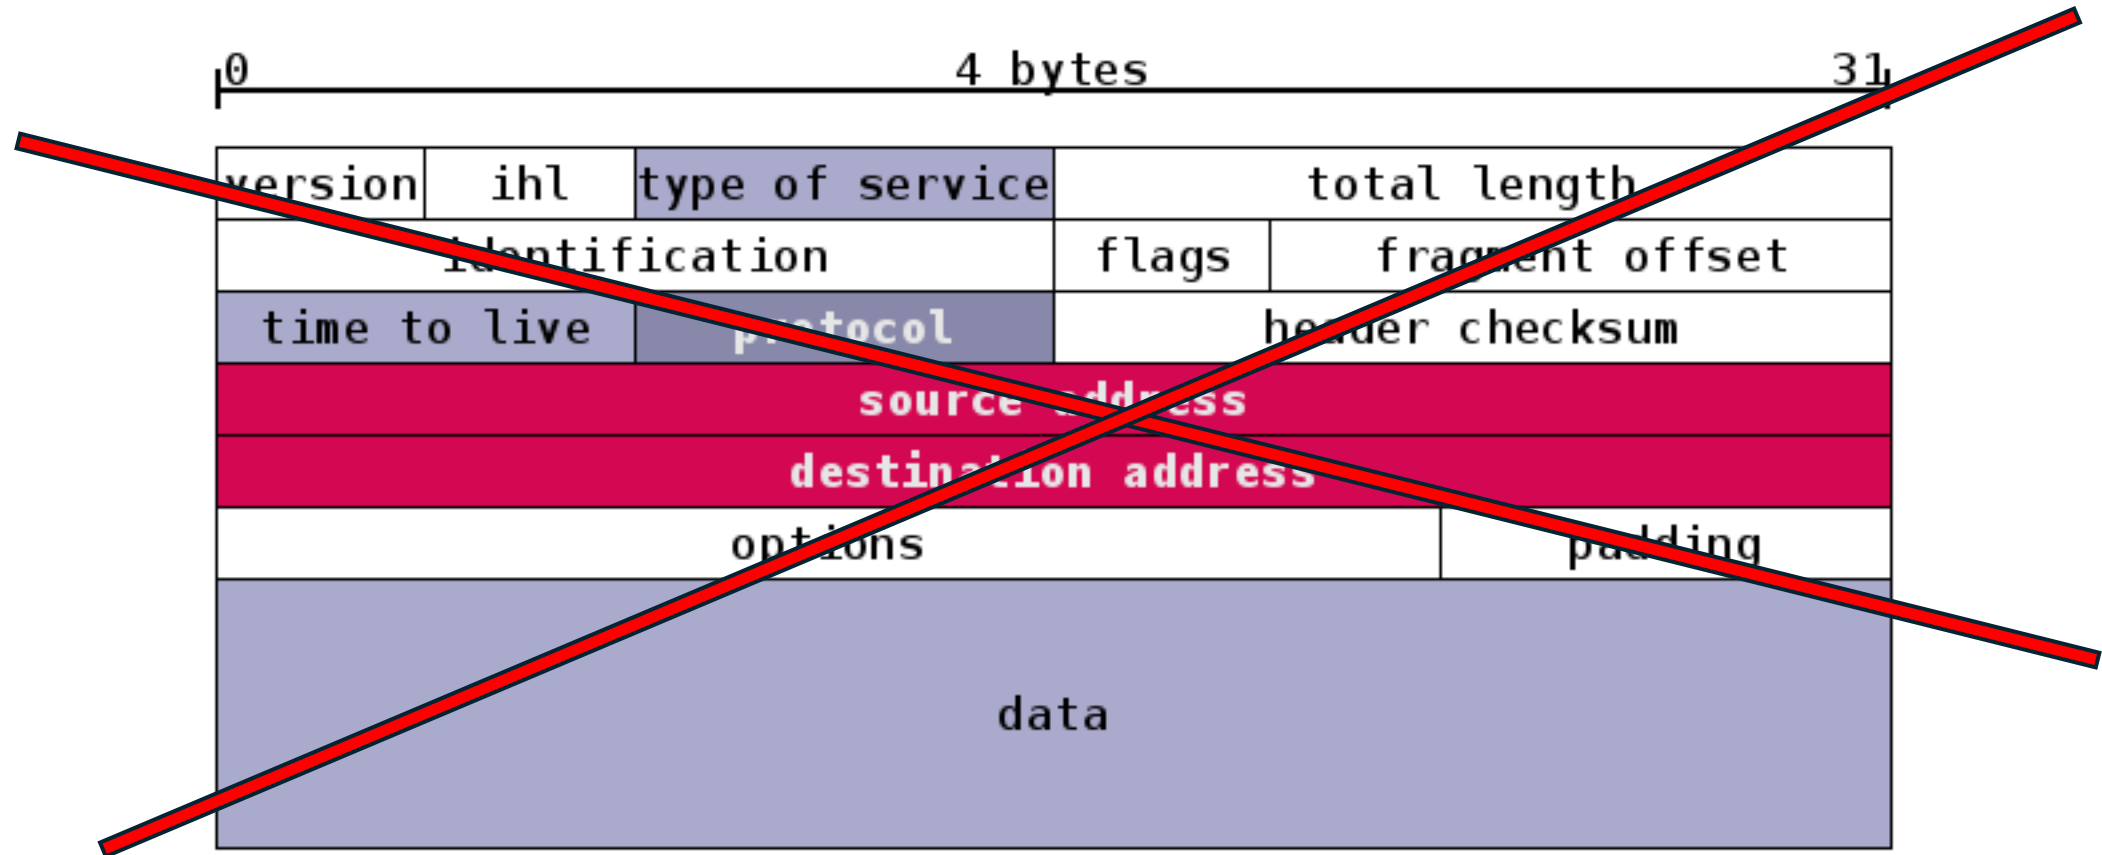 0 4 bytes 31
version ihl type of service total length
identification flags fragment offset
time to live protocol header checksum
source address
destination address
options padding
data